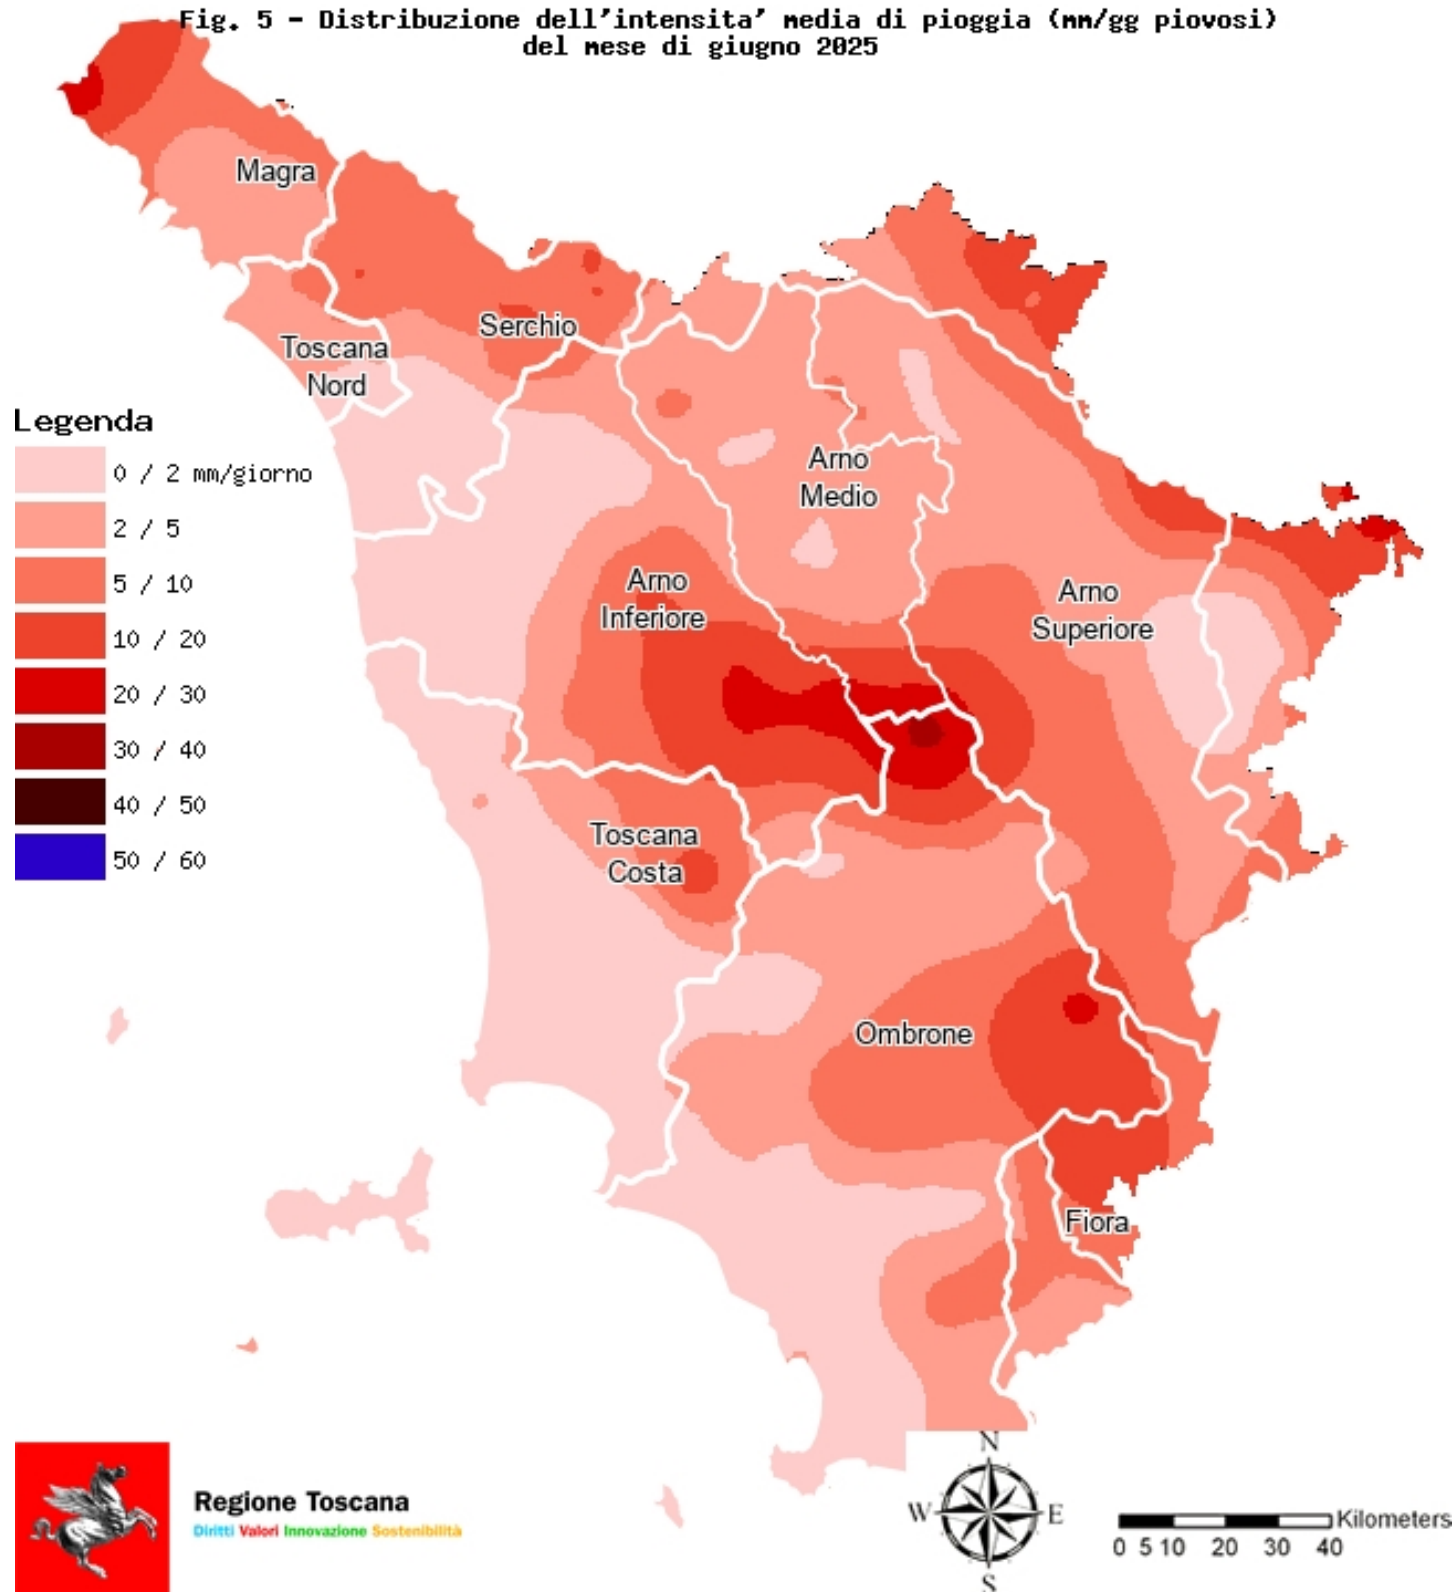 Fig. 5 - Distribuzione dell'intensita' media di pioggia (mm/gg piovosi)
del mese di giugno 2025
Magra
Serchio
Toscana
Nord
Legenda
0 / 2 mm/giorno
2 / 5
5 / 10
10 / 20
20 / 30
30 / 40
40 / 50
50 / 60
Arno
Medio
Arno
Inferiore
Arno
Superiore
Toscana
Costa
Ombrone
Fiora
Regione Toscana
Diritti Valori Innovazione Sostenibilità
N
W
E
S
Kilometers
0 5 10 20 30 40